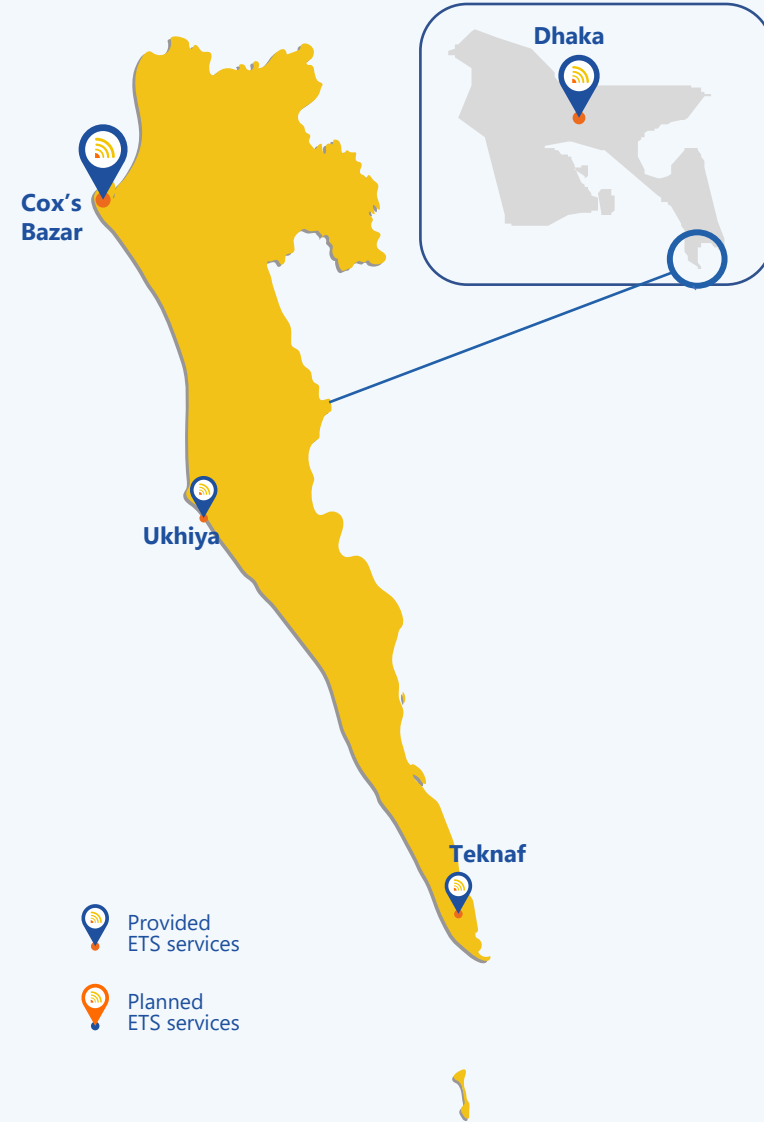 Dhaka
Cox’s
Bazar
Ukhiya
Teknaf
Provided
ETS services
Planned
ETS services